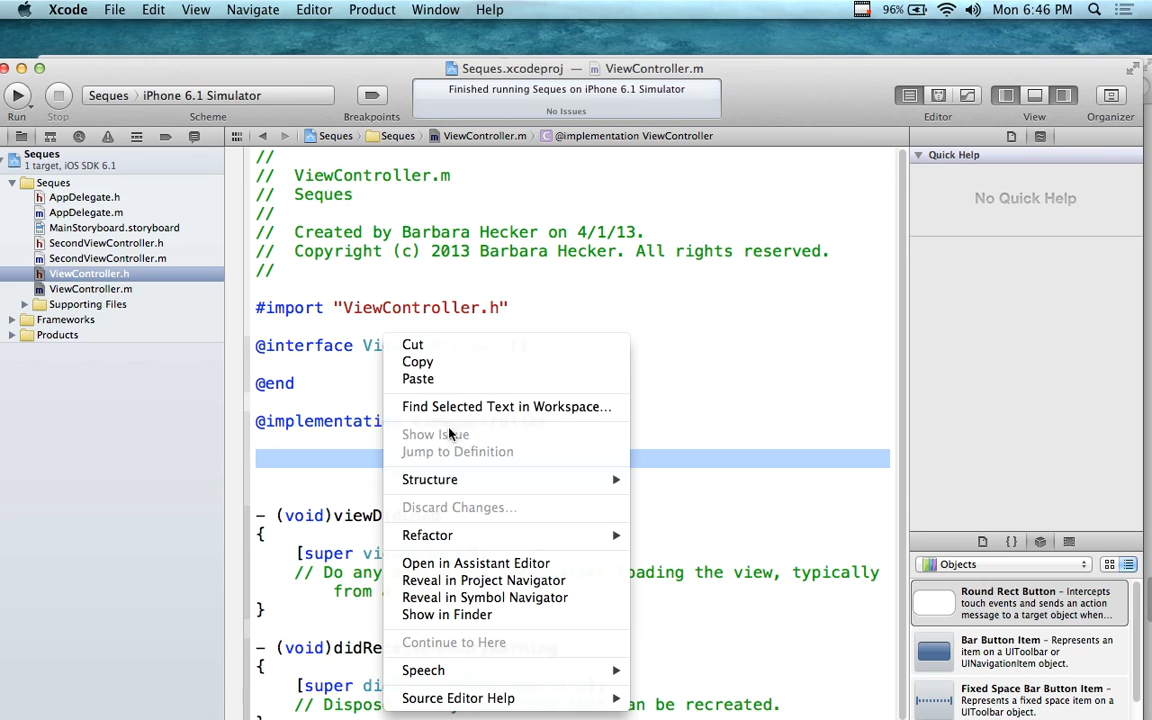 Xcode File Edit View Navigate Editor Product Window Help 96% Mon 6:46 PM
Seques.xcodeproj — ViewController.m
Seques › iPhone 6.1 Simulator
Finished running Seques on iPhone 6.1 Simulator
No Issues
Run Stop Scheme Breakpoints Editor View Organizer
Seques › Seques › ViewController.m › @implementation ViewController
Seques
1 target, iOS SDK 6.1
Seques
AppDelegate.h
AppDelegate.m
MainStoryboard.storyboard
SecondViewController.h
SecondViewController.m
ViewController.h
ViewController.m
Supporting Files
Frameworks
Products
//
// ViewController.m
// Seques
//
// Created by Barbara Hecker on 4/1/13.
// Copyright (c) 2013 Barbara Hecker. All rights reserved.
//
#import "ViewController.h"
@interface
@end
@implementati
- (void)viewD
{
[super vi
// Do any oading the view, typically
from
}
- (void)didRe
{
[super di
// Dispos an be recreated.
Cut
Copy
Paste
Find Selected Text in Workspace...
Show Issue
Jump to Definition
Structure
Discard Changes...
Refactor
Open in Assistant Editor
Reveal in Project Navigator
Reveal in Symbol Navigator
Show in Finder
Continue to Here
Speech
Source Editor Help
Quick Help
No Quick Help
Objects
Round Rect Button – Intercepts
touch events and sends an action
message to a target object when...
Bar Button Item – Represents an
item on a UIToolbar or
UINavigationItem object.
Fixed Space Bar Button Item –
Represents a fixed space item on a
UIToolbar object.